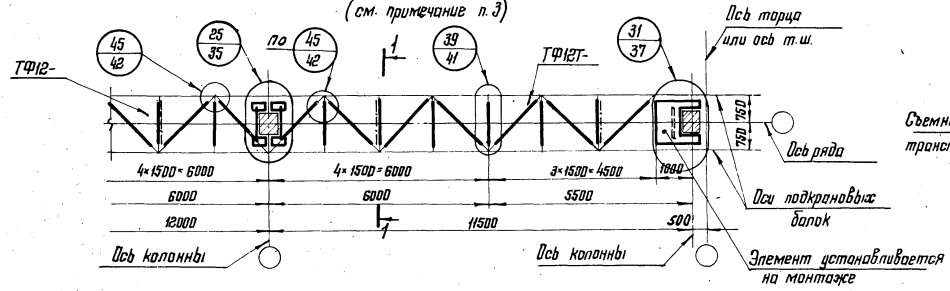 (см. примечание п.3)
Ось торца
или ось т.ш.
45
42
25
35
по
45
42
1
39
41
31
37
ТФ12-
ТФ12Т-
750
750
Съемн
трансп
Ось ряда
4×1500=6000
4×1500=6000
3×1500=4500
1000
6000
6000
5500
Оси подкрановых
балок
12000
1
11500
500
Ось колонны
Ось колонны
Элемент устанавливается
на монтаже